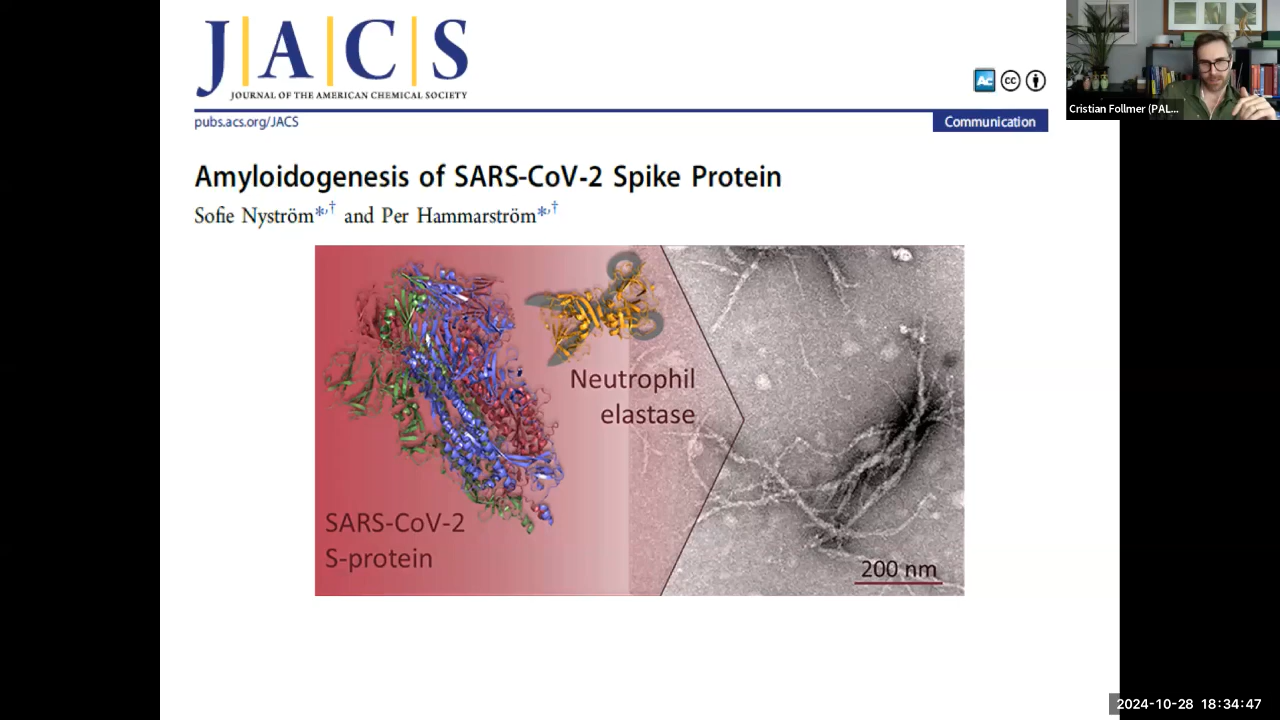 J|A|C|S
JOURNAL OF THE AMERICAN CHEMICAL SOCIETY
Ac
cc
pubs.acs.org/JACS
Communication
Cristian Follmer (PAL...
Amyloidogenesis of SARS-CoV-2 Spike Protein
Sofie Nyström*,† and Per Hammarström*,†
Neutrophil
elastase
SARS-CoV-2
S-protein
200 nm
2024-10-28 18:34:47